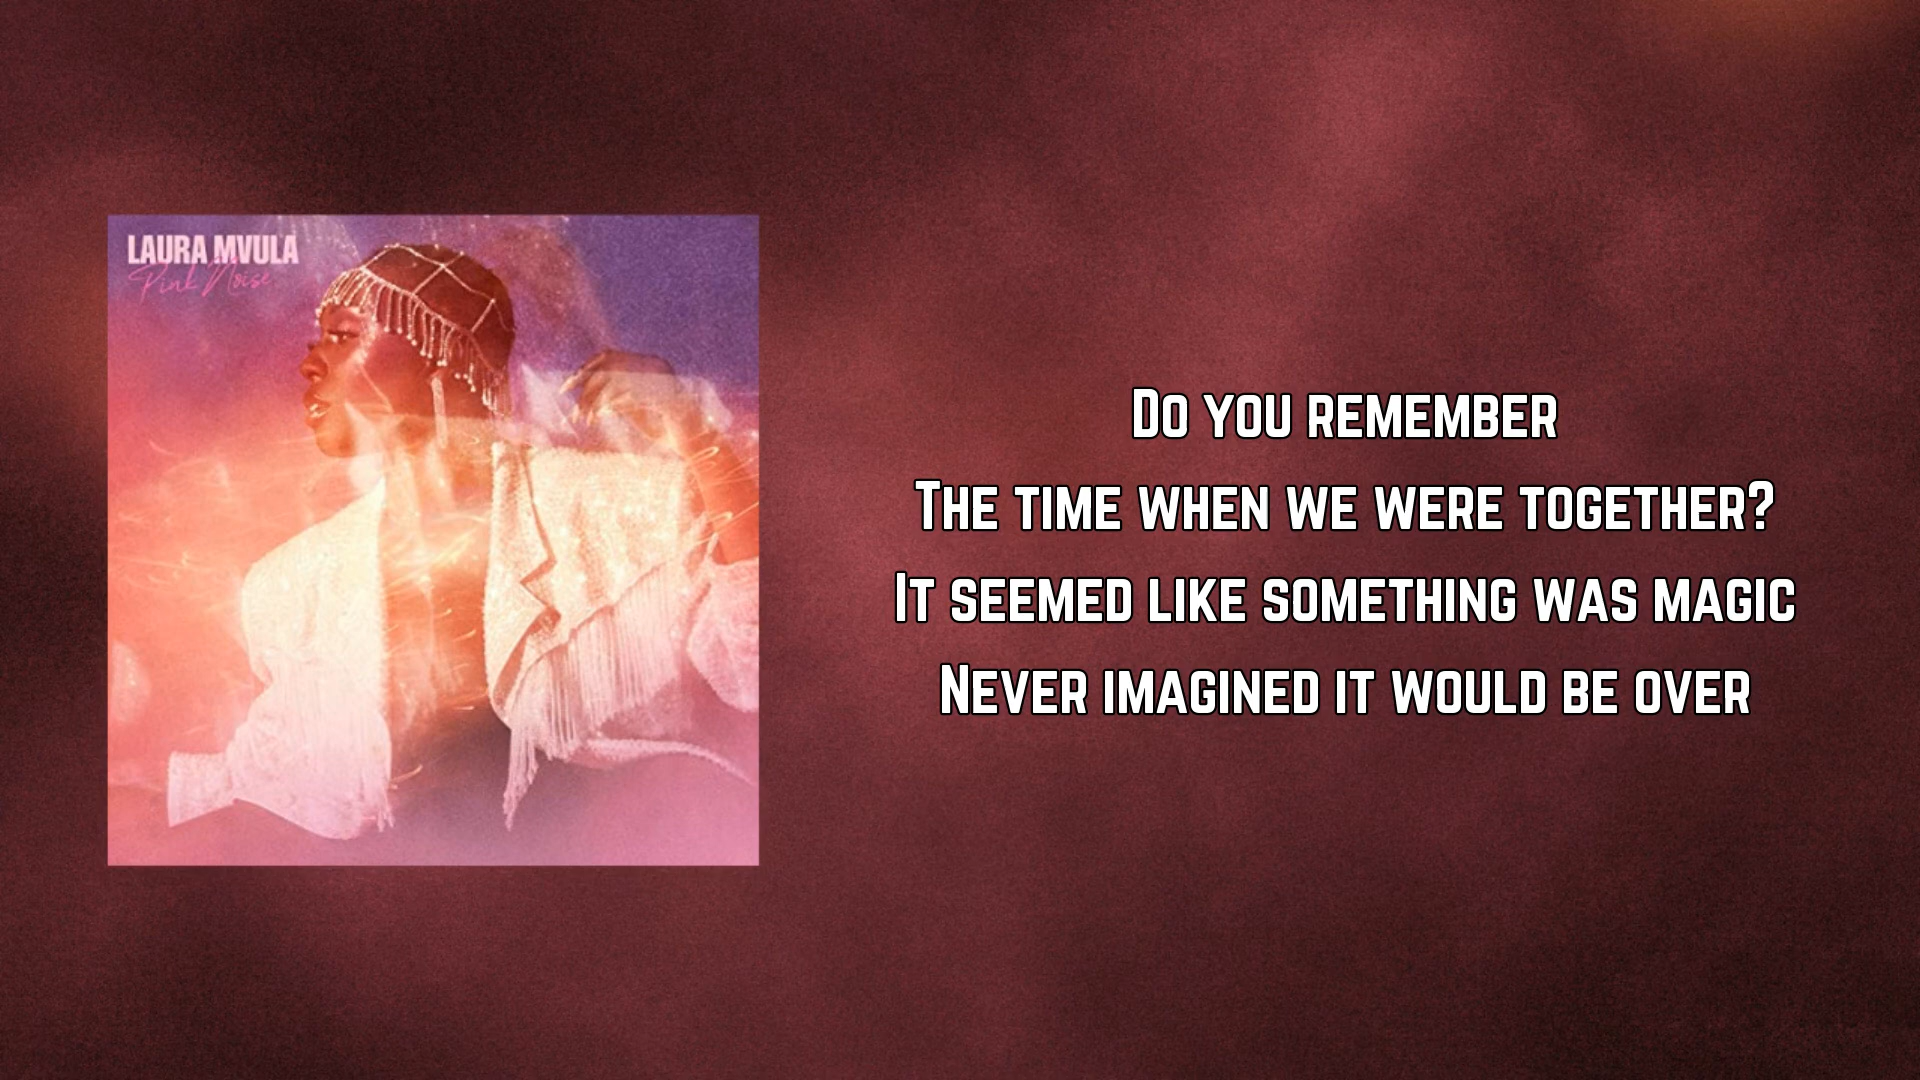 LAURA MVULA
Pink Noise
Do you remember
The time when we were together?
It seemed like something was magic
Never imagined it would be over